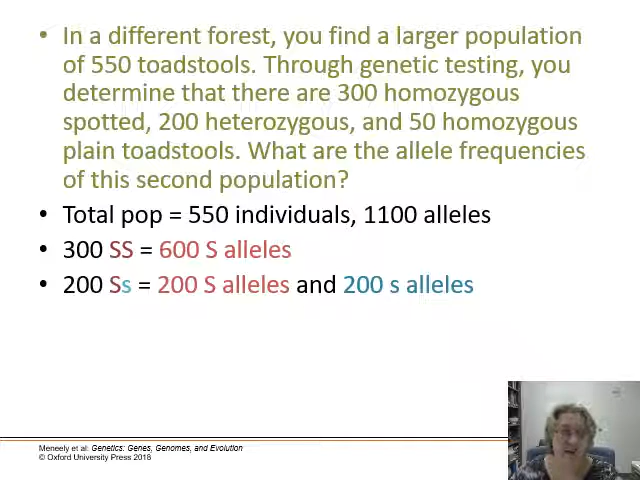 • In a different forest, you find a larger population
of 550 toadstools. Through genetic testing, you
determine that there are 300 homozygous
spotted, 200 heterozygous, and 50 homozygous
plain toadstools. What are the allele frequencies
of this second population?
• Total pop = 550 individuals, 1100 alleles
• 300 SS = 600 S alleles
• 200 Ss = 200 S alleles and 200 s alleles
Meneely et al: Genetics: Genes, Genomes, and Evolution
© Oxford University Press 2018